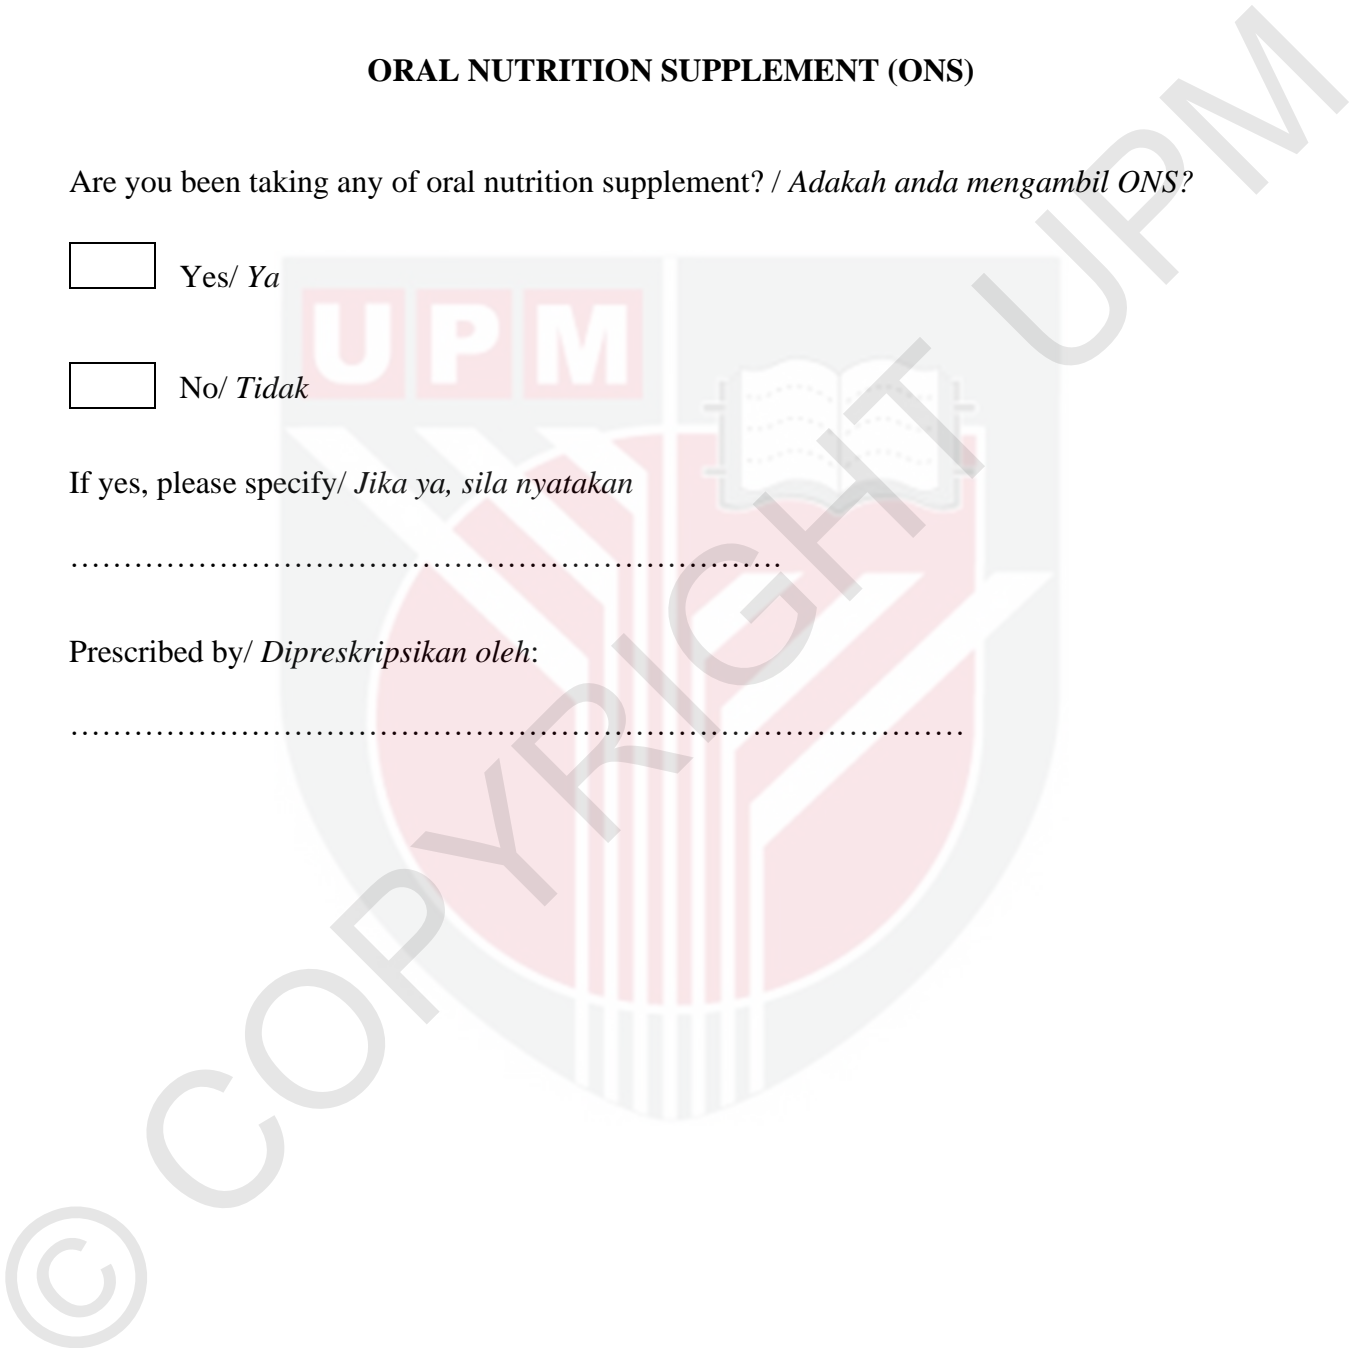 ORAL NUTRITION SUPPLEMENT (ONS)
Are you been taking any of oral nutrition supplement? / Adakah anda mengambil ONS?
Yes/ Ya
UPM
No/ Tidak
If yes, please specify/ Jika ya, sila nyatakan
………………………………………………………….………….
Prescribed by/ Dipreskripsikan oleh:
……………………………………………………………………………
© COPYRIGHT UPM